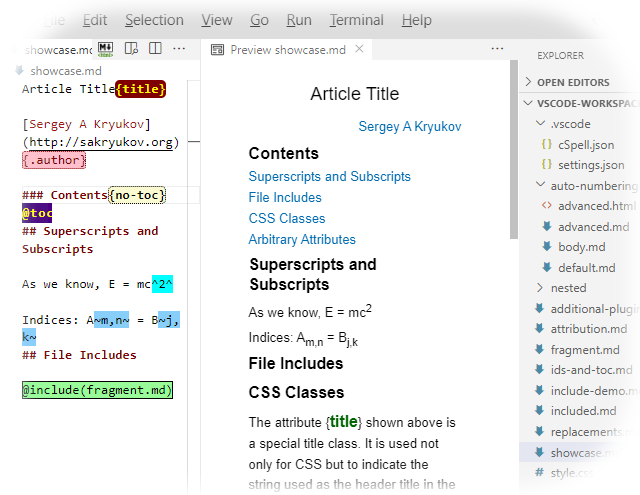 File Edit Selection View Go Run Terminal Help
showcase.md
Preview showcase.md
EXPLORER
showcase.md
Article Title{title}
[Sergey A Kryukov]
(http://sakryukov.org)
{.author}
### Contents{no-toc}
@toc
## Superscripts and
Subscripts
As we know, E = mc^2^
Indices: A~m,n~ = B~j,
k~
## File Includes
@include(fragment.md)
Article Title
Sergey A Kryukov
Contents
Superscripts and Subscripts
File Includes
CSS Classes
Arbitrary Attributes
Superscripts and
Subscripts
As we know, E = mc2
Indices: Am,n = Bj,k
File Includes
CSS Classes
The attribute {title} shown above is
a special title class. It is used not
only for CSS but to indicate the
string used as the header title in the
OPEN EDITORS
VSCODE-WORKSPA
.vscode
cSpell.json
settings.json
auto-numbering
advanced.html
advanced.md
body.md
default.md
nested
additional-plugin
attribution.md
fragment.md
ids-and-toc.md
include-demo.m
included.md
replacements.
showcase.m
style.css